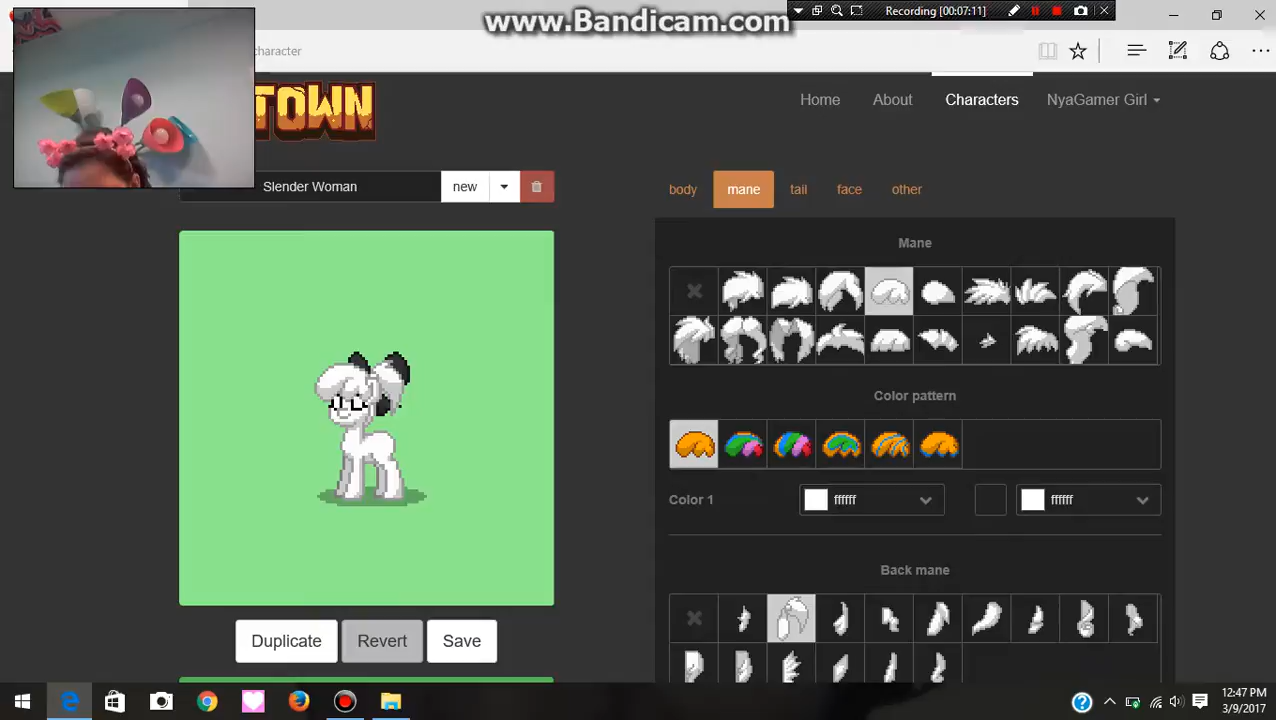 www.Bandicam.com
Recording [00:07:11]
character
TOWN
Home
About
Characters
NyaGamer Girl
Slender Woman
new
body
mane
tail
face
other
Mane
Color pattern
Color 1
ffffff
ffffff
Back mane
Duplicate
Revert
Save
12:47 PM
3/9/2017